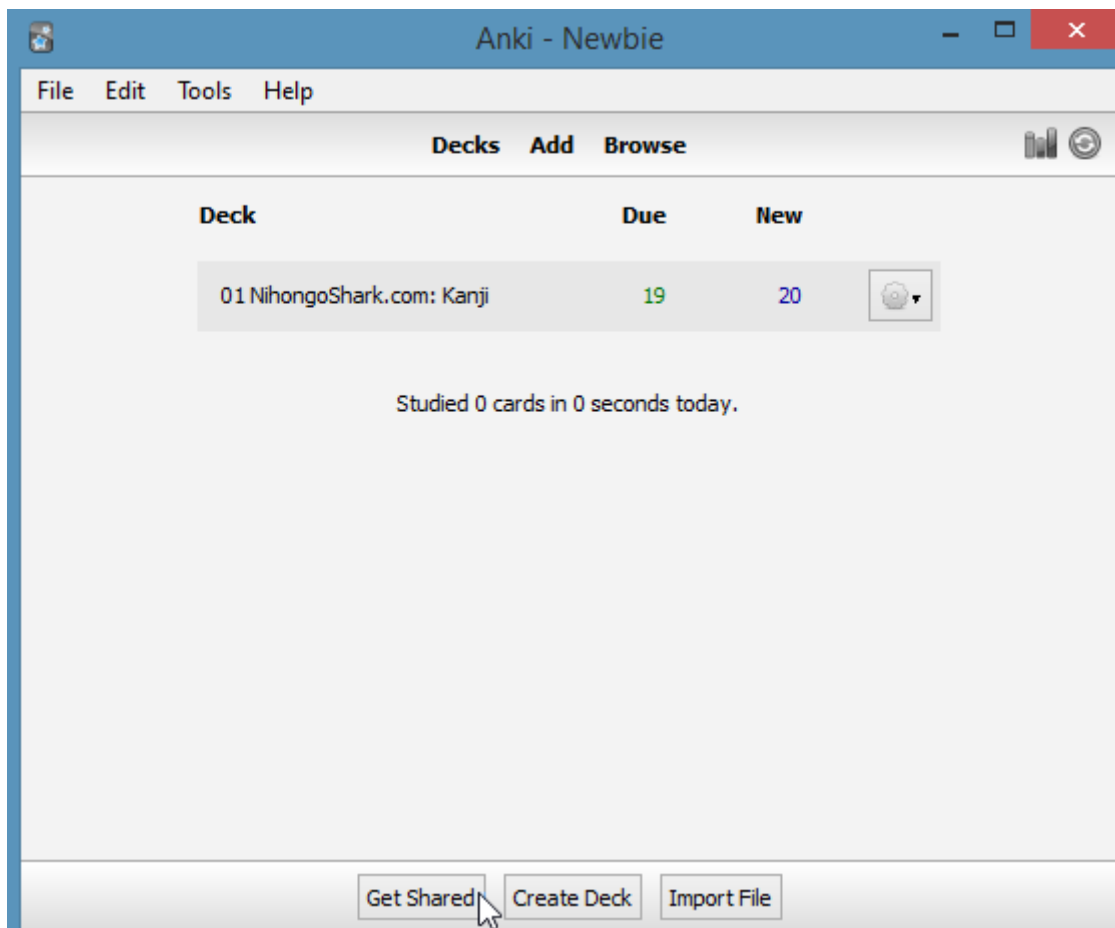 Anki - Newbie
File Edit Tools Help
Decks Add Browse
Deck Due New
01 NihongoShark.com: Kanji 19 20
Studied 0 cards in 0 seconds today.
Get Shared Create Deck Import File